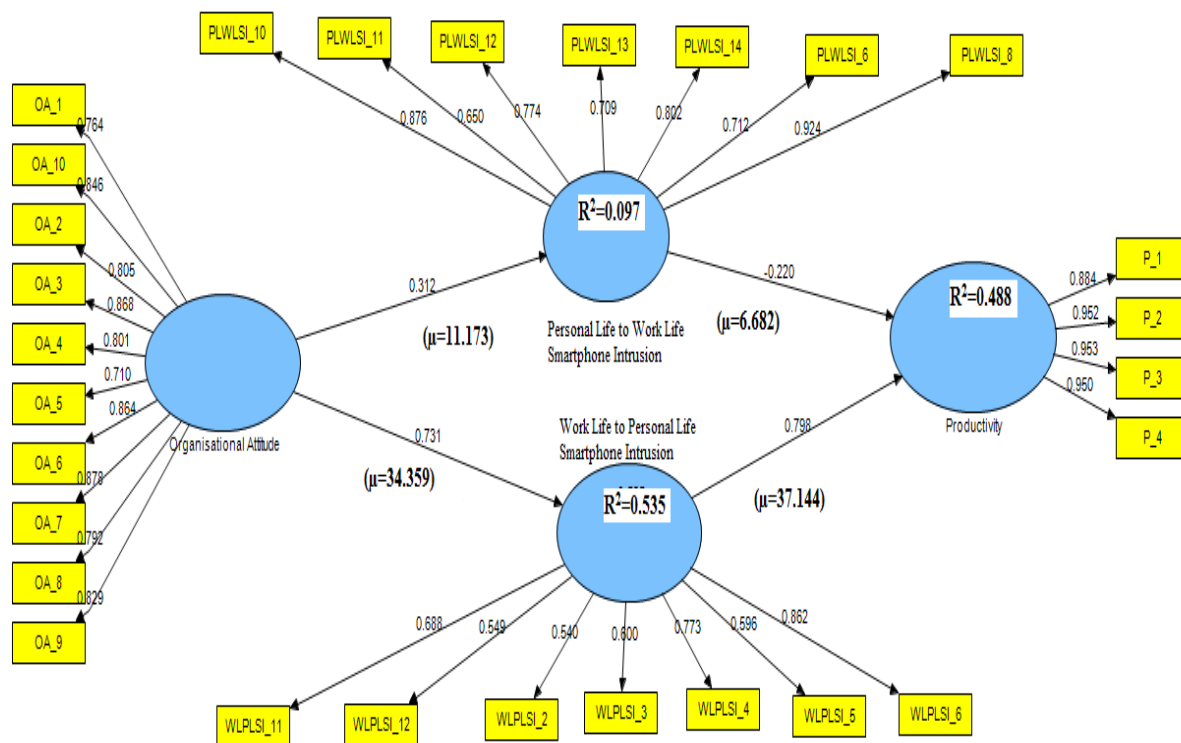 PLWLSI_10
PLWLSI_11
PLWLSI_12
PLWLSI_13
PLWLSI_14
PLWLSI_6
PLWLSI_8
0.876
0.650
0.774
0.709
0.802
0.712
0.924
OA_1
OA_10
OA_2
OA_3
OA_4
OA_5
OA_6
OA_7
OA_8
OA_9
0.764
0.846
0.805
0.868
0.801
0.710
0.864
0.878
0.792
0.829
Organisational Attitude
R²=0.097
0.312
(µ=11.173)
Personal Life to Work Life
Smartphone Intrusion
-0.220
(µ=6.682)
R²=0.488
Productivity
0.884
0.952
0.953
0.950
P_1
P_2
P_3
P_4
0.731
(µ=34.359)
Work Life to Personal Life
Smartphone Intrusion
R²=0.535
0.798
(µ=37.144)
0.688
0.549
0.540
0.600
0.773
0.596
0.862
WLPLSI_11
WLPLSI_12
WLPLSI_2
WLPLSI_3
WLPLSI_4
WLPLSI_5
WLPLSI_6